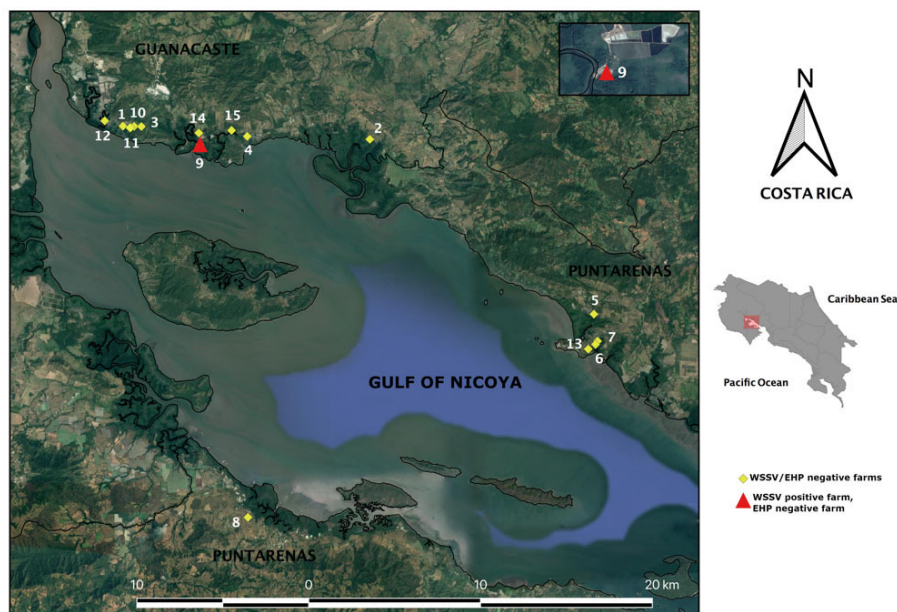 GUANACASTE
9
N
1 10
12
11
3
14
15
4
2
9
COSTA RICA
PUNTARENAS
5
7
13
6
Caribbean Sea
GULF OF NICOYA
Pacific Ocean
WSSV/EHP negative farms
WSSV positive farm,
EHP negative farm
8
PUNTARENAS
10
0
10
20 km